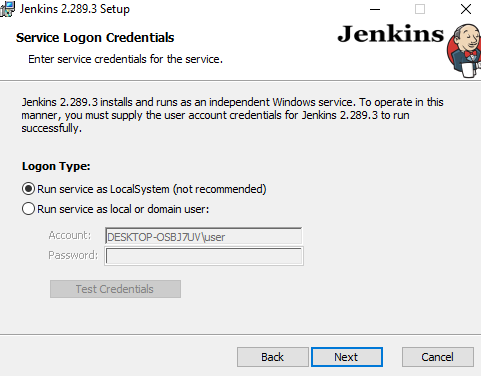 Jenkins 2.289.3 Setup
Service Logon Credentials
Enter service credentials for the service.
Jenkins
Jenkins 2.289.3 installs and runs as an independent Windows service. To operate in this
manner, you must supply the user account credentials for Jenkins 2.289.3 to run
successfully.
Logon Type:
Run service as LocalSystem (not recommended)
Run service as local or domain user:
Account:
DESKTOP-OSBJ7UV\user
Password:
Test Credentials
Back
Next
Cancel